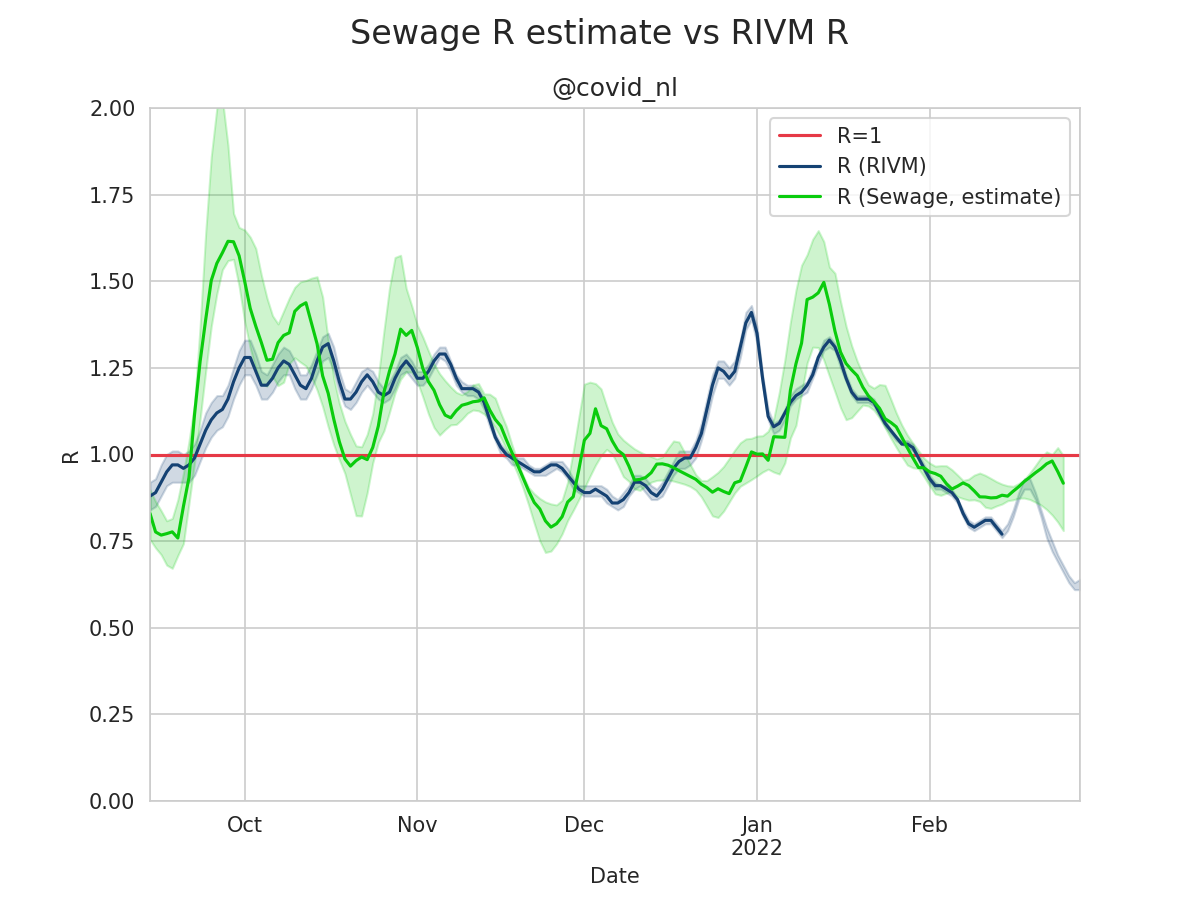 Sewage R estimate vs RIVM R
@covid_nl
R=1
R (RIVM)
R (Sewage, estimate)
2.00
1.75
1.50
1.25
1.00
0.75
0.50
0.25
0.00
R
Oct
Nov
Dec
Jan
2022
Feb
Date